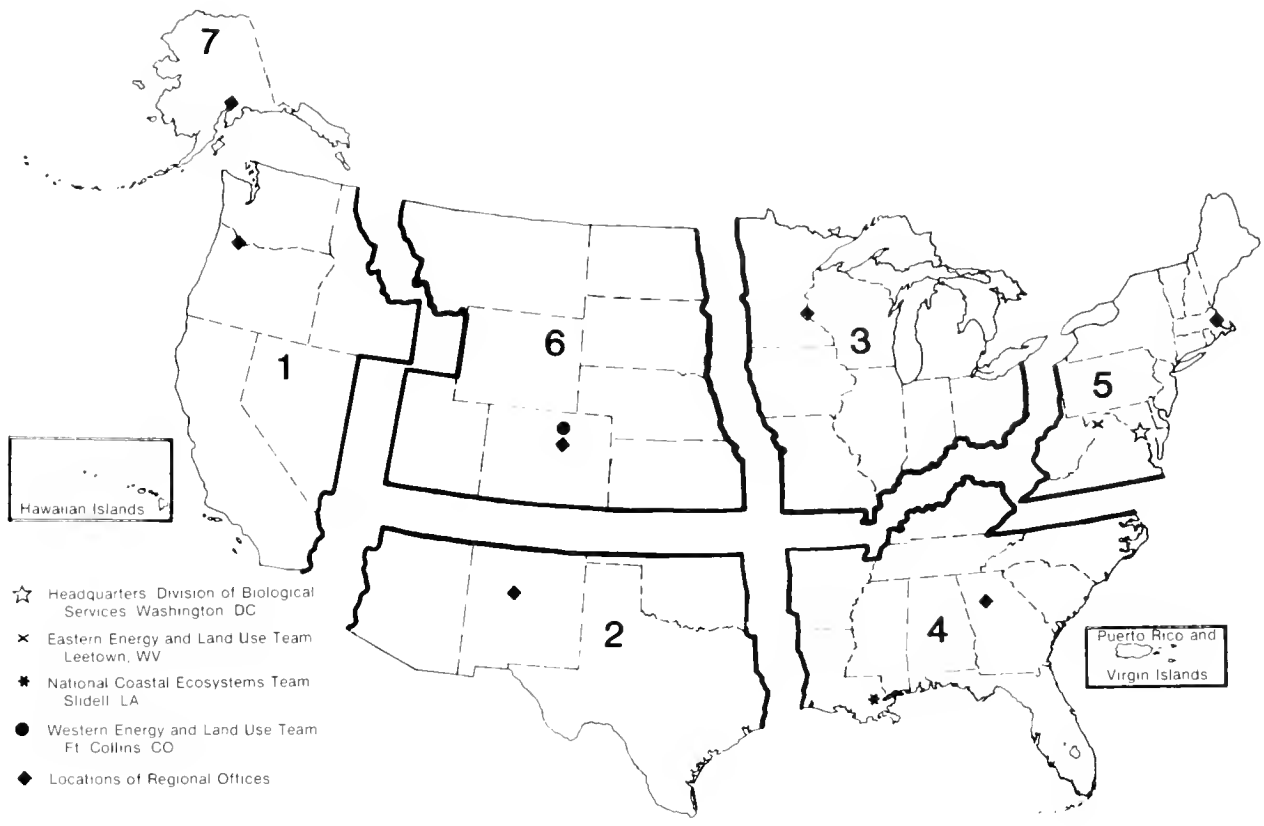 7
6
3
1
5
Hawaiian Islands
2
4
Puerto Rico and
Virgin Islands
Headquarters Division of Biological
Services Washington DC
Eastern Energy and Land Use Team
Leetown, WV
National Coastal Ecosystems Team
Slidell LA
Western Energy and Land Use Team
Ft Collins CO
Locations of Regional Offices